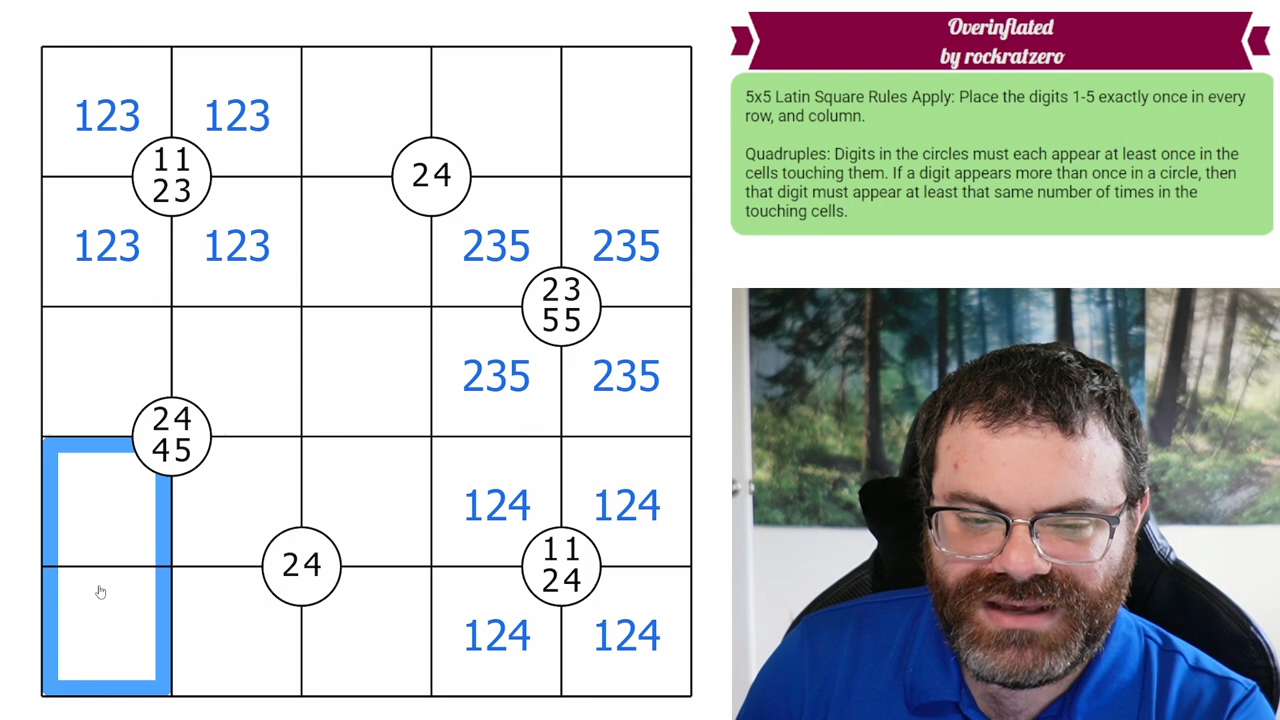 Overinflated
by rockratzero
5x5 Latin Square Rules Apply: Place the digits 1-5 exactly once in every
row, and column.
Quadruples: Digits in the circles must each appear at least once in the
cells touching them. If a digit appears more than once in a circle, then
that digit must appear at least that same number of times in the
touching cells.
123 123
11
23
24
123 123 235 235
23
55
235 235
24
45
124 124
24
11
24
124 124